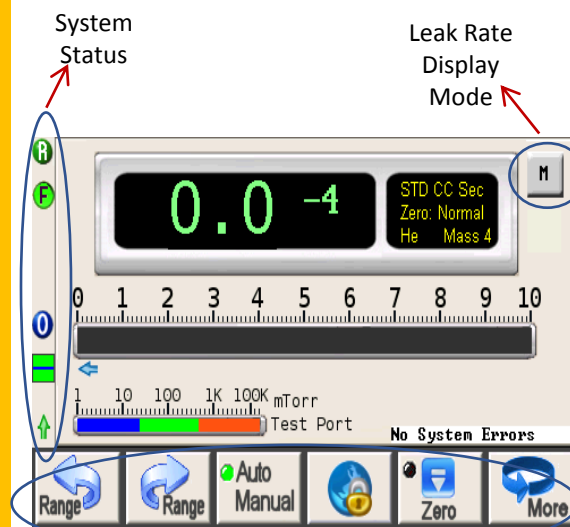 System
Status
Leak Rate
Display
Mode
R
M
F
0.0 -4
STD CC Sec
Zero: Normal
He Mass 4
0 1 2 3 4 5 6 7 8 9 10
O
1 10 100 1K 100K mTorr
Test Port
No System Errors
Range
Range
Auto
Manual
Zero
More